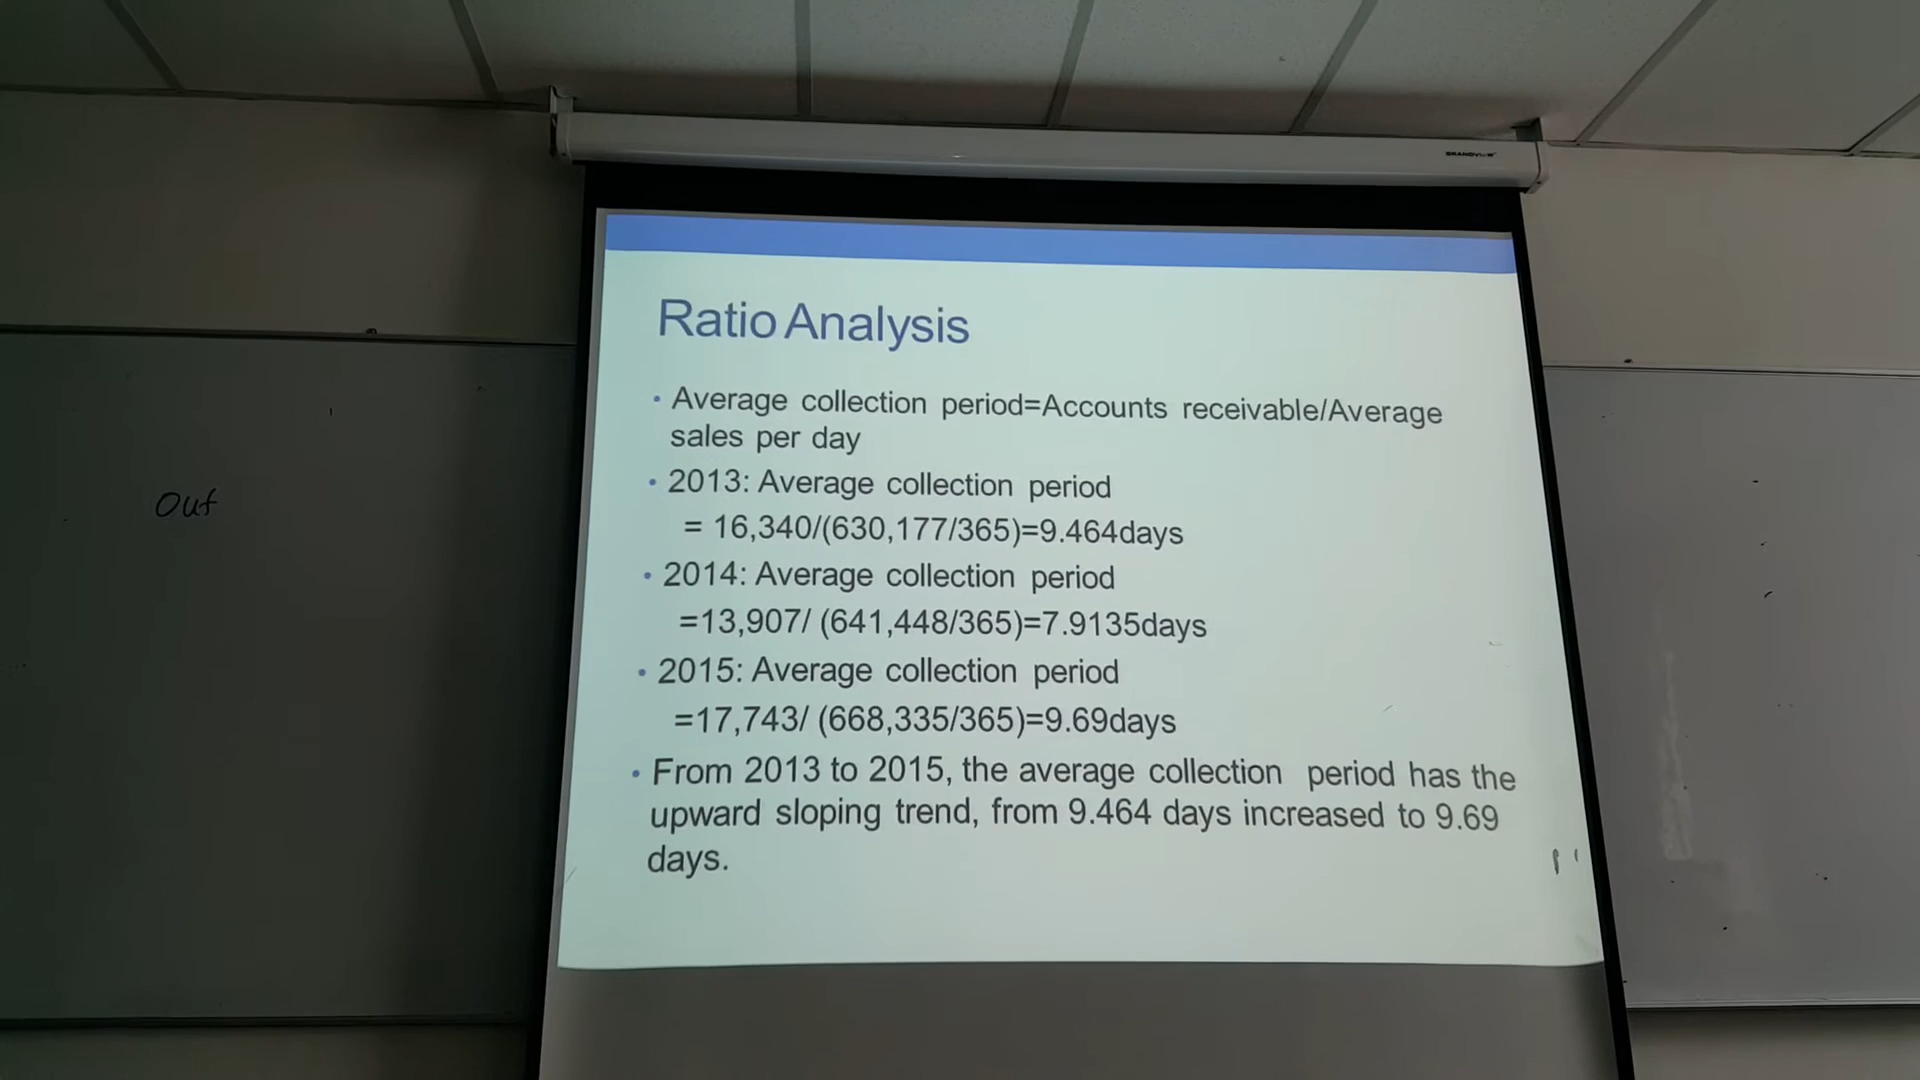 GRANDVIEW
Ratio Analysis
• Average collection period=Accounts receivable/Average
sales per day
• 2013: Average collection period
= 16,340/(630,177/365)=9.464days
• 2014: Average collection period
=13,907/ (641,448/365)=7.9135days
• 2015: Average collection period
=17,743/ (668,335/365)=9.69days
• From 2013 to 2015, the average collection period has the
upward sloping trend, from 9.464 days increased to 9.69
days.
Out